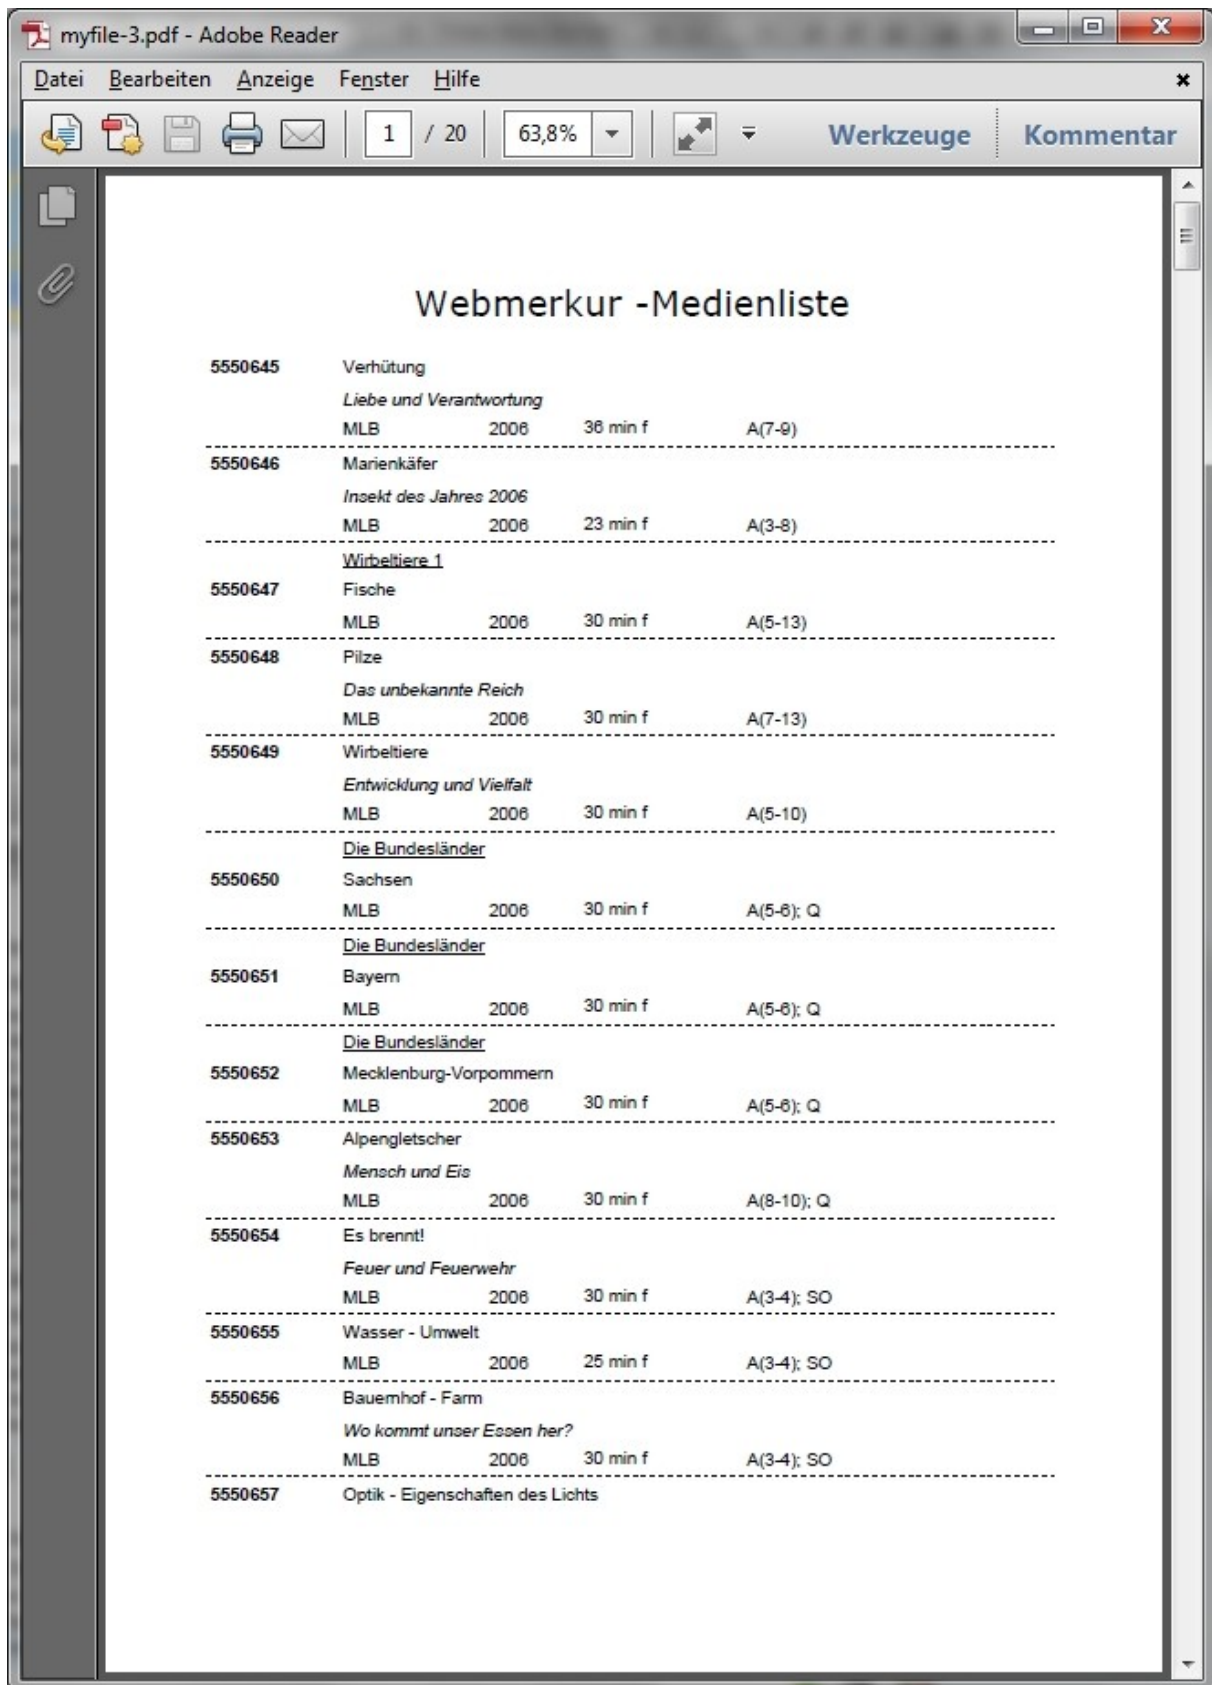 myfile-3.pdf - Adobe Reader
Datei Bearbeiten Anzeige Fenster Hilfe
1 / 20 63,8% Werkzeuge Kommentar
Webmerkur -Medienliste
5550645 Verhütung
Liebe und Verantwortung
MLB 2006 36 min f A(7-9)
5550646 Marienkäfer
Insekt des Jahres 2006
MLB 2006 23 min f A(3-8)
Wirbeltiere 1
5550647 Fische
MLB 2006 30 min f A(5-13)
5550648 Pilze
Das unbekannte Reich
MLB 2006 30 min f A(7-13)
5550649 Wirbeltiere
Entwicklung und Vielfalt
MLB 2006 30 min f A(5-10)
Die Bundesländer
5550650 Sachsen
MLB 2006 30 min f A(5-6); Q
Die Bundesländer
5550651 Bayern
MLB 2006 30 min f A(5-6); Q
Die Bundesländer
5550652 Mecklenburg-Vorpommern
MLB 2006 30 min f A(5-6); Q
5550653 Alpengletscher
Mensch und Eis
MLB 2006 30 min f A(8-10); Q
5550654 Es brennt!
Feuer und Feuerwehr
MLB 2006 30 min f A(3-4); SO
5550655 Wasser - Umwelt
MLB 2006 25 min f A(3-4); SO
5550656 Bauernhof - Farm
Wo kommt unser Essen her?
MLB 2006 30 min f A(3-4); SO
5550657 Optik - Eigenschaften des Lichts